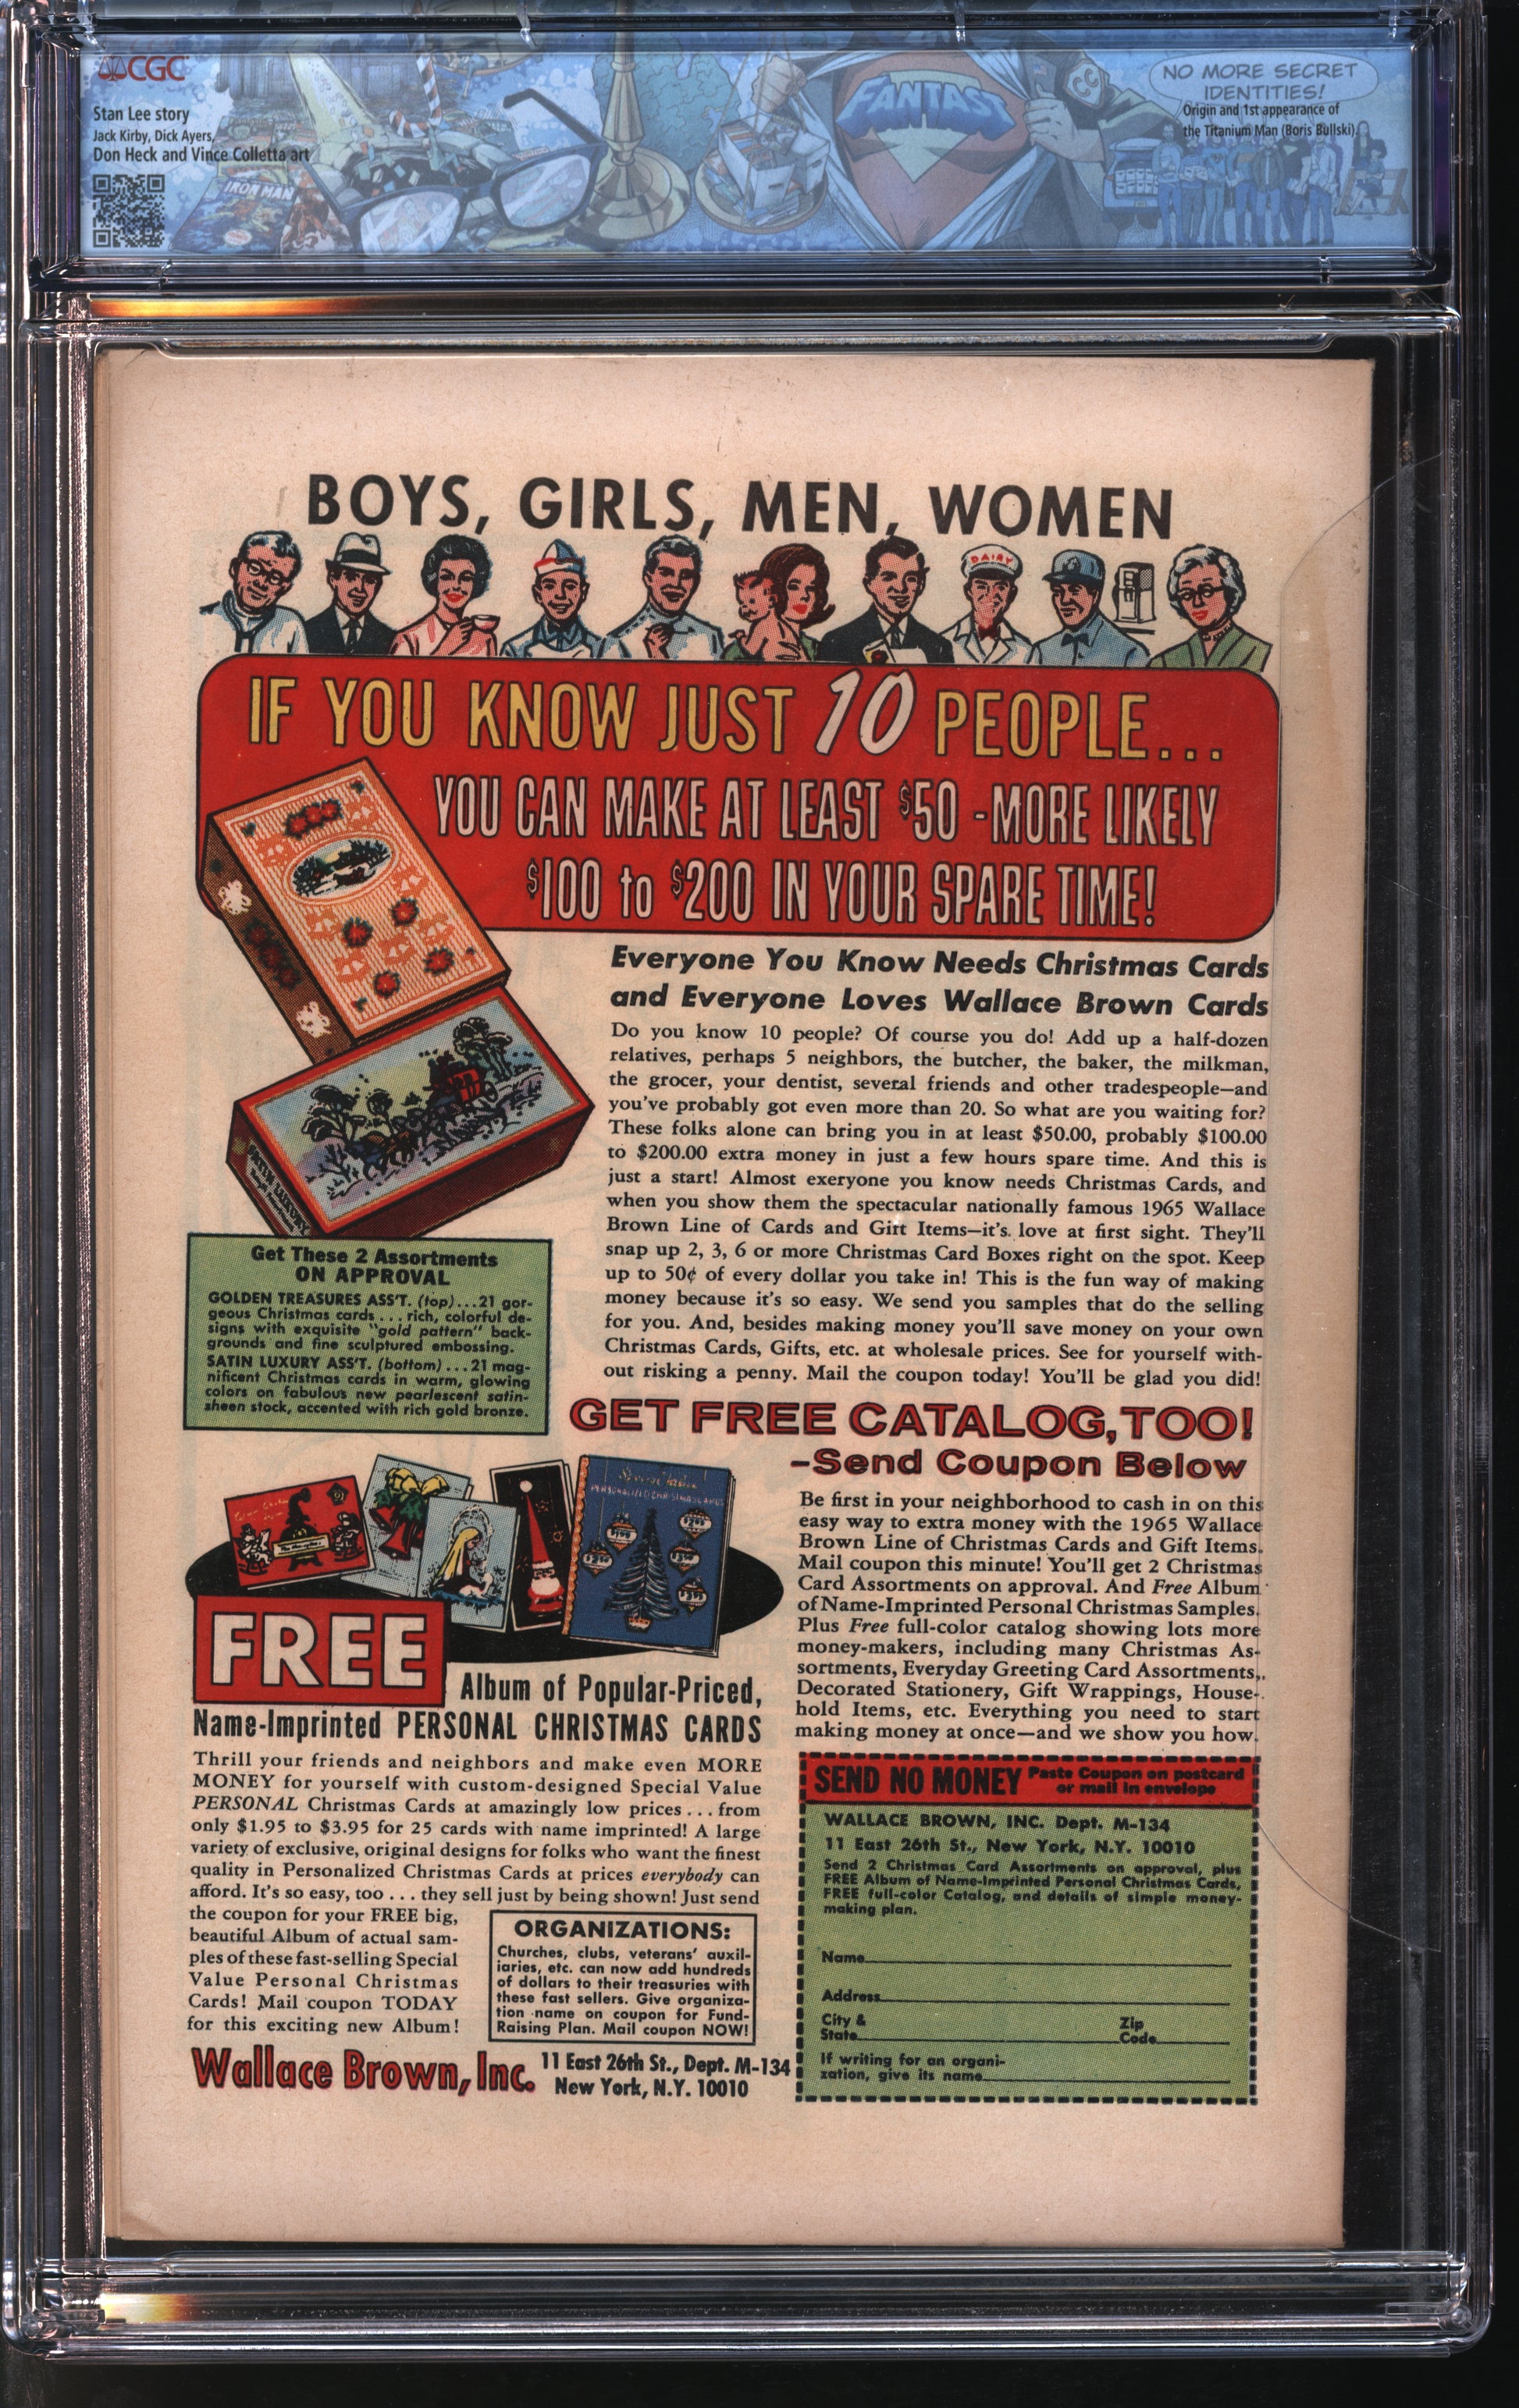 CGC
Stan Lee story
Jack Kirby, Dick Ayers,
Don Heck and Vince Colletta art
IRON MAN
FANTAST
CC
NO MORE SECRET
IDENTITIES!
Origin and 1st appearance of
the Titanium Man (Boris Bullski).
BOYS, GIRLS, MEN, WOMEN
DAIRY
IF YOU KNOW JUST 10 PEOPLE...
YOU CAN MAKE AT LEAST $50 -MORE LIKELY
$100 to $200 IN YOUR SPARE TIME!
Everyone You Know Needs Christmas Cards
and Everyone Loves Wallace Brown Cards
Do you know 10 people? Of course you do! Add up a half-dozen
relatives, perhaps 5 neighbors, the butcher, the baker, the milkman,
the grocer, your dentist, several friends and other tradespeople—and
you've probably got even more than 20. So what are you waiting for?
These folks alone can bring you in at least $50.00, probably $100.00
to $200.00 extra money in just a few hours spare time. And this is
just a start! Almost exeryone you know needs Christmas Cards, and
when you show them the spectacular nationally famous 1965 Wallace
Brown Line of Cards and Girt Items—it's love at first sight. They'll
snap up 2, 3, 6 or more Christmas Card Boxes right on the spot. Keep
up to 50¢ of every dollar you take in! This is the fun way of making
money because it's so easy. We send you samples that do the selling
for you. And, besides making money you'll save money on your own
Christmas Cards, Gifts, etc. at wholesale prices. See for yourself with-
out risking a penny. Mail the coupon today! You'll be glad you did!
Get These 2 Assortments
ON APPROVAL
GOLDEN TREASURES ASS'T. (top)...21 gor-
geous Christmas cards...rich, colorful de-
signs with exquisite "gold pattern" back-
grounds and fine sculptured embossing.
SATIN LUXURY ASS'T. (bottom)...21 mag-
nificent Christmas cards in warm, glowing
colors on fabulous new pearlescent satin-
sheen stock, accented with rich gold bronze.
GET FREE CATALOG, TOO!
—Send Coupon Below
Be first in your neighborhood to cash in on this
easy way to extra money with the 1965 Wallace
Brown Line of Christmas Cards and Gift Items.
Mail coupon this minute! You'll get 2 Christmas
Card Assortments on approval. And Free Album
of Name-Imprinted Personal Christmas Samples.
Plus Free full-color catalog showing lots more
money-makers, including many Christmas As-
sortments, Everyday Greeting Card Assortments,
Decorated Stationery, Gift Wrappings, House-
hold Items, etc. Everything you need to start
making money at once—and we show you how.
PERSONALIZED CHRISTMAS CARDS
FREE
Album of Popular-Priced,
Name-Imprinted PERSONAL CHRISTMAS CARDS
Thrill your friends and neighbors and make even MORE
MONEY for yourself with custom-designed Special Value
PERSONAL Christmas Cards at amazingly low prices...from
only $1.95 to $3.95 for 25 cards with name imprinted! A large
variety of exclusive, original designs for folks who want the finest
quality in Personalized Christmas Cards at prices everybody can
afford. It's so easy, too...they sell just by being shown! Just send
the coupon for your FREE big,
beautiful Album of actual sam-
ples of these fast-selling Special
Value Personal Christmas
Cards! Mail coupon TODAY
for this exciting new Album!
ORGANIZATIONS:
Churches, clubs, veterans' auxil-
iaries, etc. can now add hundreds
of dollars to their treasuries with
these fast sellers. Give organiza-
tion name on coupon for Fund-
Raising Plan. Mail coupon NOW!
Wallace Brown, Inc. 11 East 26th St., Dept. M-134
New York, N.Y. 10010
SEND NO MONEY Paste Coupon on postcard
or mail in envelope
WALLACE BROWN, INC. Dept. M-134
11 East 26th St., New York, N.Y. 10010
Send 2 Christmas Card Assortments on approval, plus
FREE Album of Name-Imprinted Personal Christmas Cards,
FREE full-color Catalog, and details of simple money-
making plan.
Name
Address
City &
State
Zip
Code
If writing for an organi-
zation, give its name